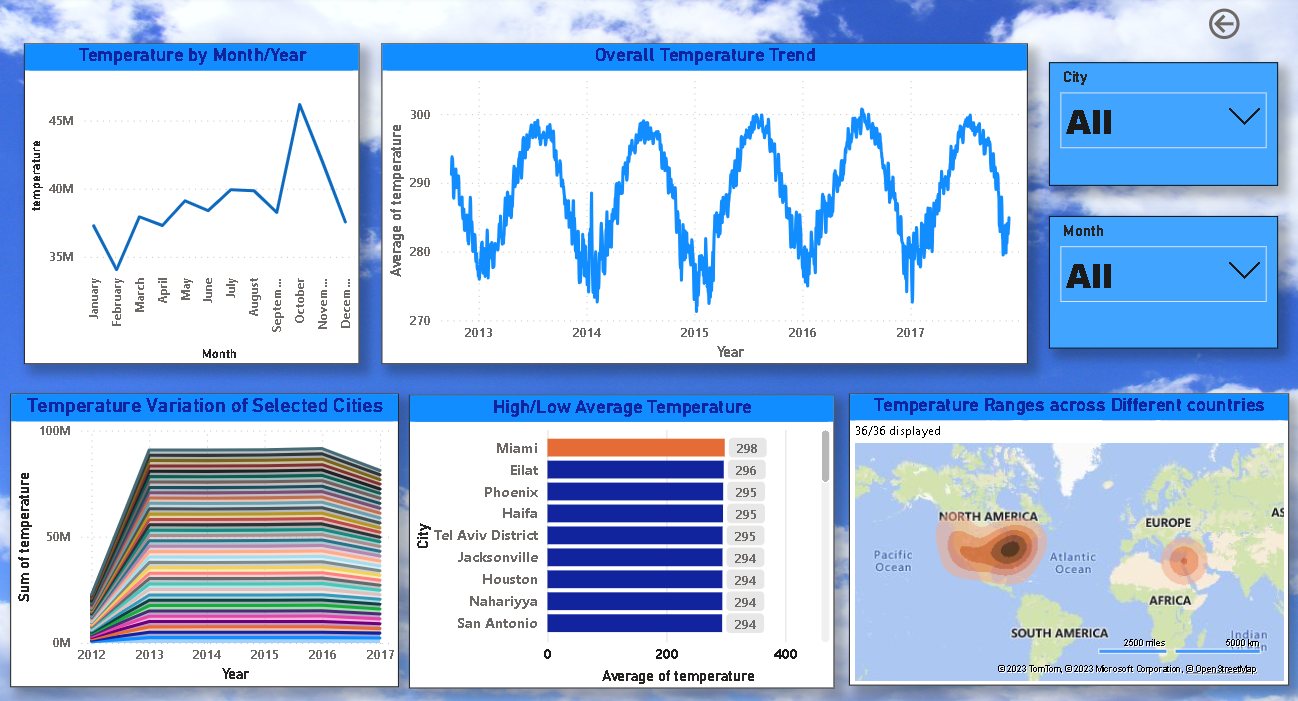 Temperature by Month/Year
temperature
45M
40M
35M
January
February
March
April
May
June
July
August
Septem...
October
Novem...
Decem...
Month
Overall Temperature Trend
Average of temperature
300
290
280
270
2013
2014
2015
2016
2017
Year
City
All
Month
All
Temperature Variation of Selected Cities
Sum of temperature
100M
50M
0M
2012
2013
2014
2015
2016
2017
Year
High/Low Average Temperature
City
Miami 298
Eilat 296
Phoenix 295
Haifa 295
Tel Aviv District 295
Jacksonville 294
Houston 294
Nahariyya 294
San Antonio 294
0 200 400
Average of temperature
Temperature Ranges across Different countries
36/36 displayed
NORTH AMERICA
EUROPE
AS
Pacific
Ocean
Atlantic
Ocean
AFRICA
SOUTH AMERICA
Indian
2500 miles
5000 km
© 2023 TomTom, © 2023 Microsoft Corporation, © OpenStreetMap